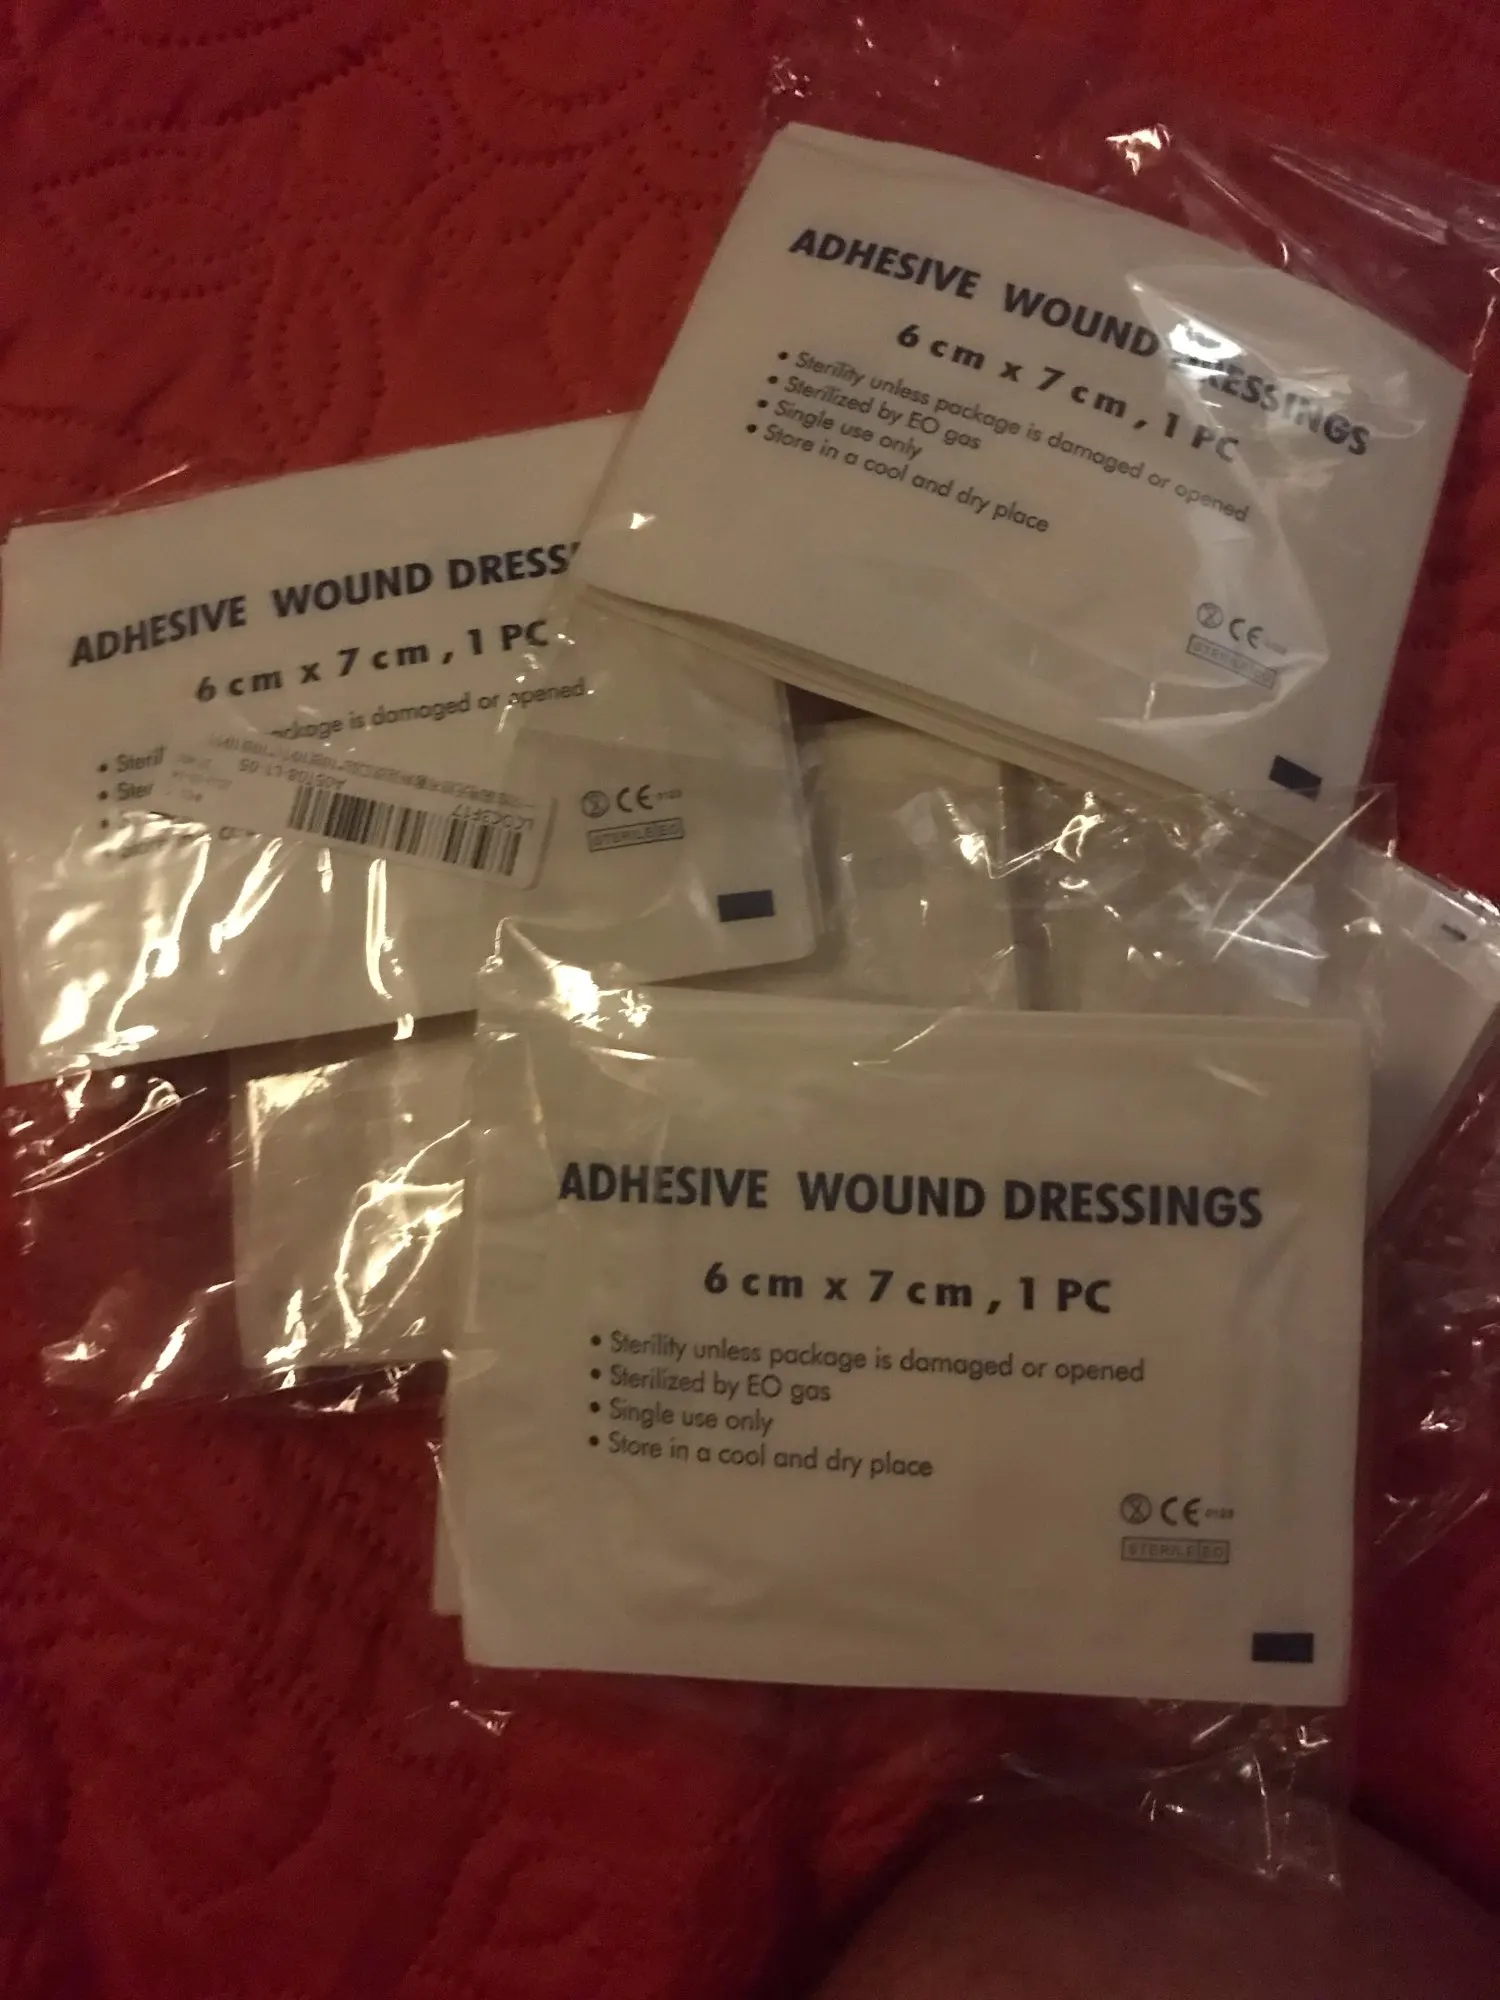 ADHESIVE WOUND DRESSINGS
6 cm x 7 cm, 1 PC
• Sterility unless package is damaged or opened
• Sterilized by EO gas
• Single use only
• Store in a cool and dry place
CE
STERILE EO
ADHESIVE WOUND DRESS
6 cm x 7 cm, 1 PC
• Steril
package is damaged or opened
• Ster
CE 0123
STERILE EO
ADHESIVE WOUND DRESSINGS
6 cm x 7 cm, 1 PC
• Sterility unless package is damaged or opened
• Sterilized by EO gas
• Single use only
• Store in a cool and dry place
CE 0123
STERILE EO